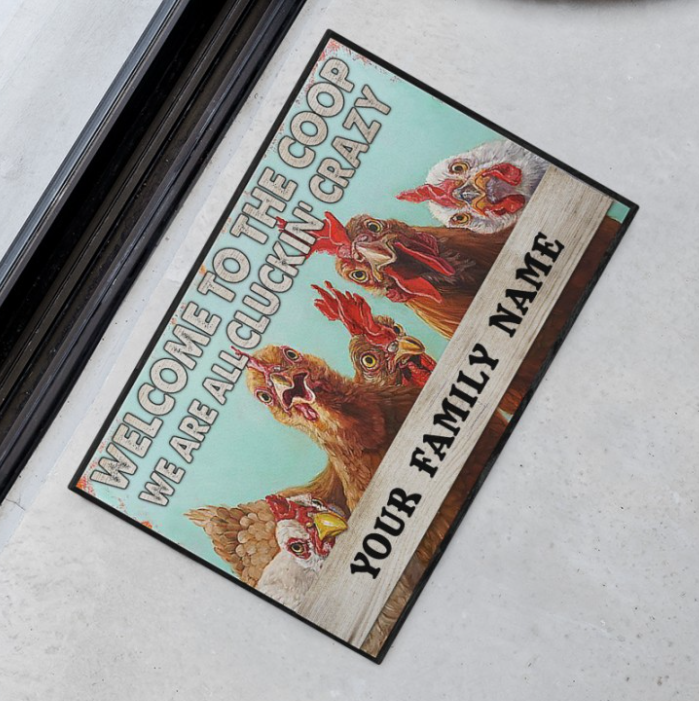 WELCOME TO THE COOP
WE ARE ALL CLUCKIN' CRAZY
YOUR FAMILY NAME